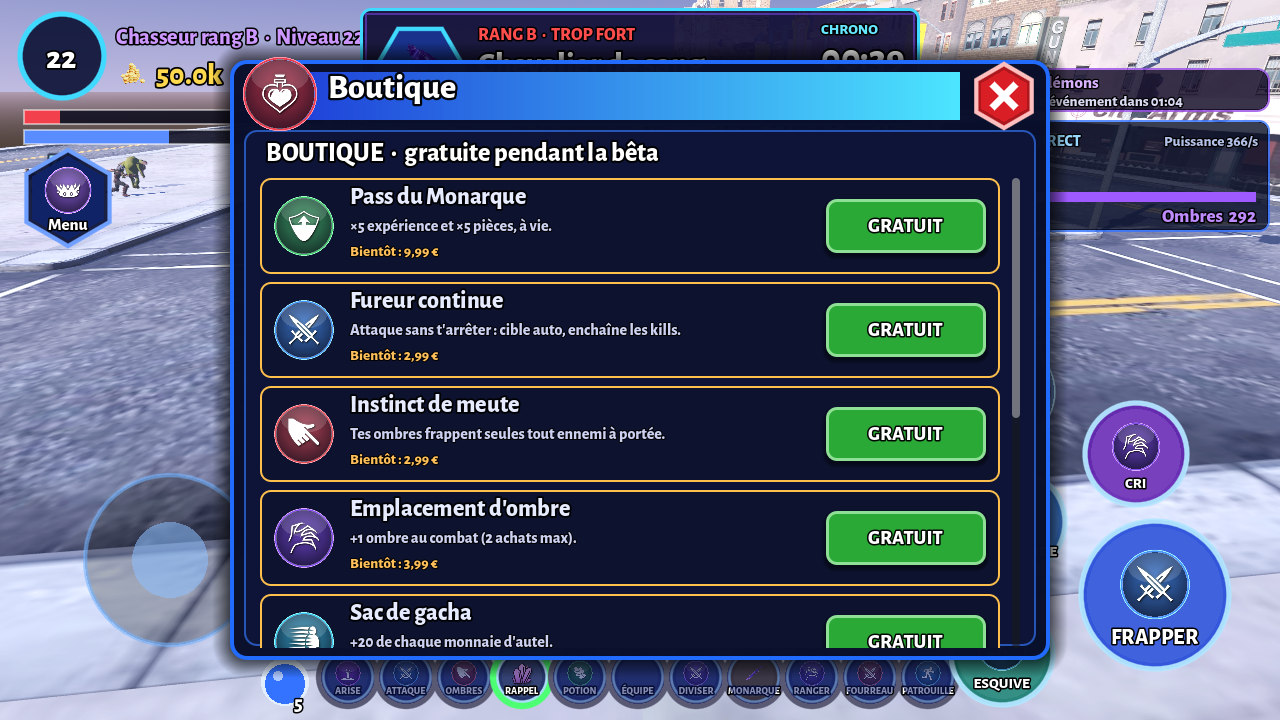 22
Chasseur rang B · Niveau 22
50.0k
RANG B · TROP FORT
CHRONO
00:39
GUN
émons
événement dans 01:04
RECT
Puissance 366/s
Ombres 292
Menu
Boutique
BOUTIQUE · gratuite pendant la bêta
Pass du Monarque
×5 expérience et ×5 pièces, à vie.
Bientôt : 9,99 €
GRATUIT
Fureur continue
Attaque sans t'arrêter : cible auto, enchaîne les kills.
Bientôt : 2,99 €
GRATUIT
Instinct de meute
Tes ombres frappent seules tout ennemi à portée.
Bientôt : 2,99 €
GRATUIT
Emplacement d'ombre
+1 ombre au combat (2 achats max).
Bientôt : 3,99 €
GRATUIT
Sac de gacha
+20 de chaque monnaie d'autel.
GRATUIT
CRI
FRAPPER
ESQUIVE
5
ARISE
ATTAQUE
OMBRES
RAPPEL
POTION
ÉQUIPE
DIVISER
MONARQUE
RANGER
FOURREAU
PATROUILLE